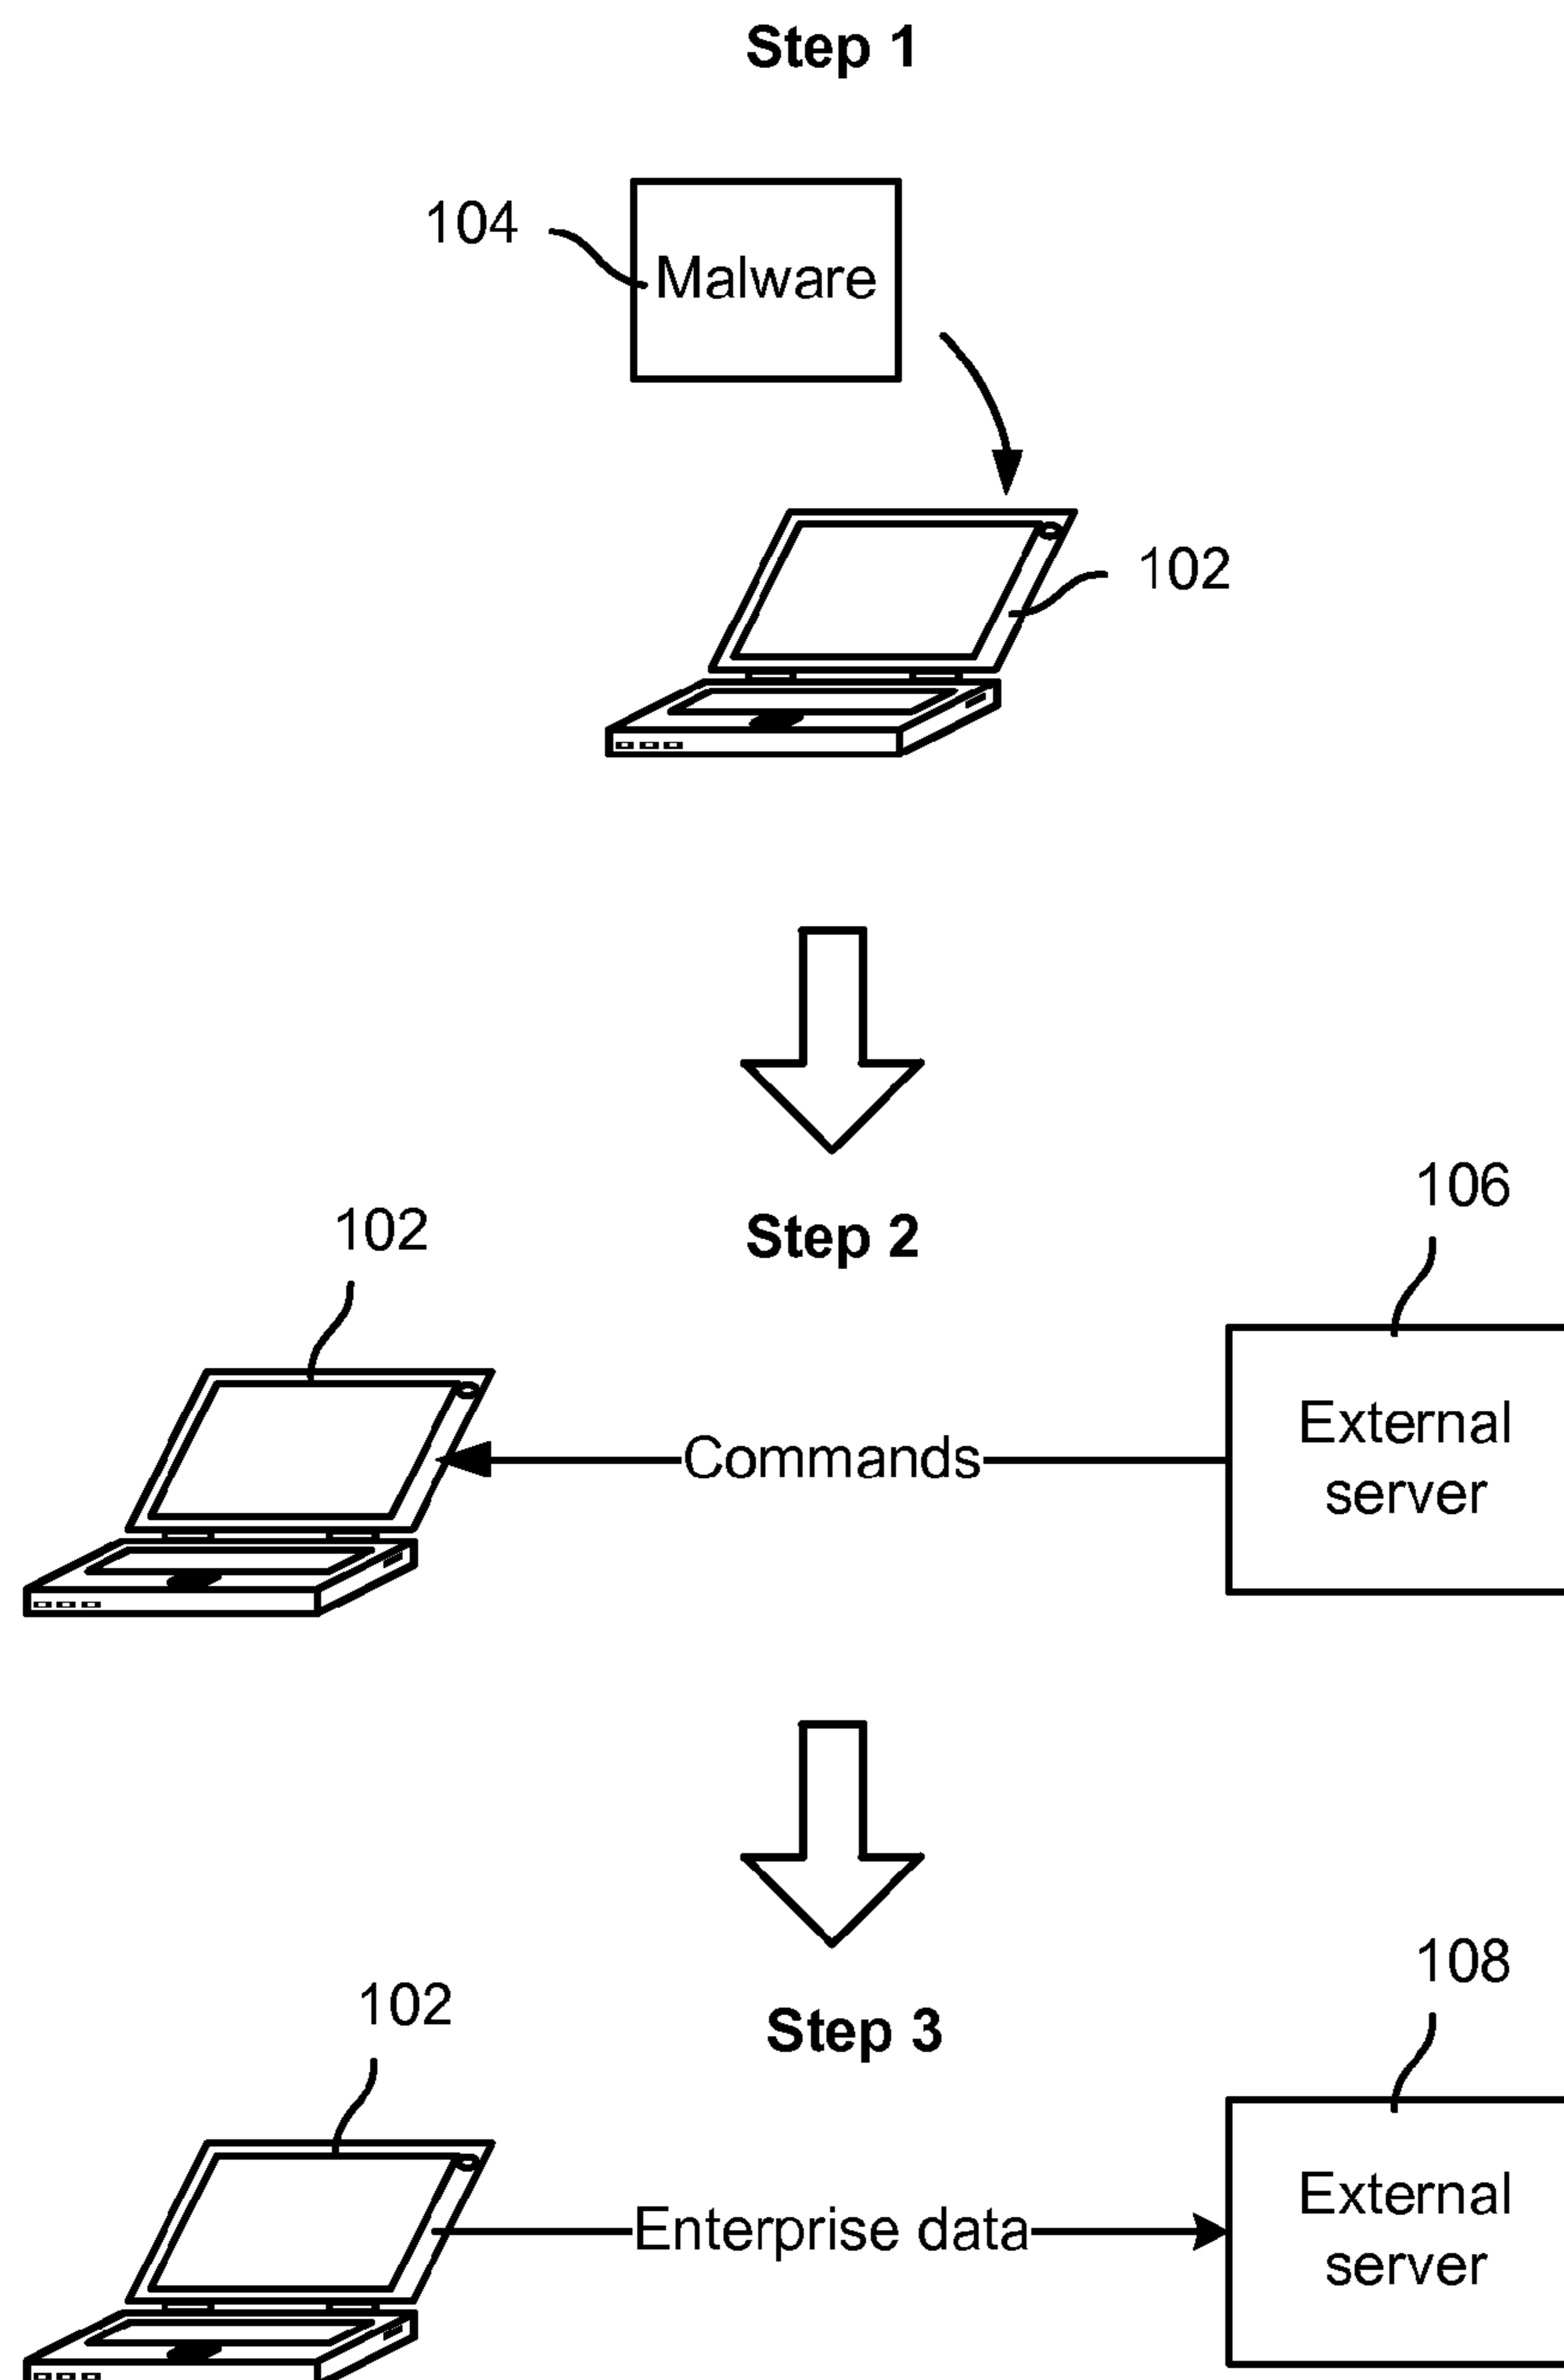 Step 1
104
Malware
102
106
102
Step 2
Commands
External
server
108
102
Step 3
Enterprise data
External
server